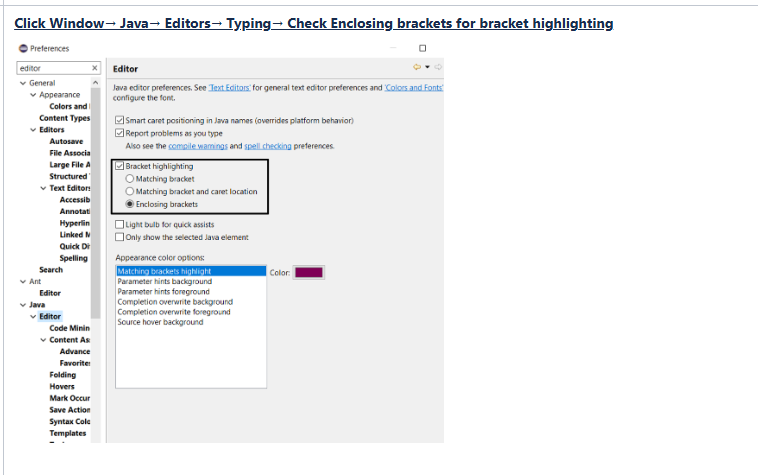 Click Window→ Java→ Editors→ Typing→ Check Enclosing brackets for bracket highlighting
Preferences
editor
Editor
General
Appearance
Colors and
Content Types
Editors
Autosave
File Associa
Large File A
Structured
Text Editors
Accessib
Annotati
Hyperlin
Linked M
Quick Di
Spelling
Search
Ant
Editor
Java
Editor
Code Minin
Content As
Advance
Favorites
Folding
Hovers
Mark Occur
Save Action
Syntax Colo
Templates
Java editor preferences. See 'Text Editors' for general text editor preferences and 'Colors and Fonts'
configure the font.
Smart caret positioning in Java names (overrides platform behavior)
Report problems as you type
Also see the compile warnings and spell checking preferences.
Bracket highlighting
Matching bracket
Matching bracket and caret location
Enclosing brackets
Light bulb for quick assists
Only show the selected Java element
Appearance color options:
Matching brackets highlight
Color:
Parameter hints background
Parameter hints foreground
Completion overwrite background
Completion overwrite foreground
Source hover background